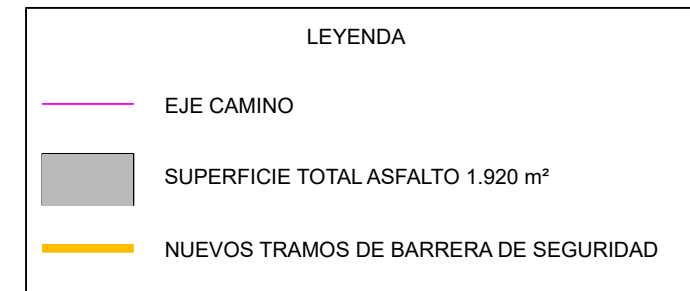 LEYENDA
EJE CAMINO
SUPERFICIE TOTAL ASFALTO 1.920 m²
NUEVOS TRAMOS DE BARRERA DE SEGURIDAD